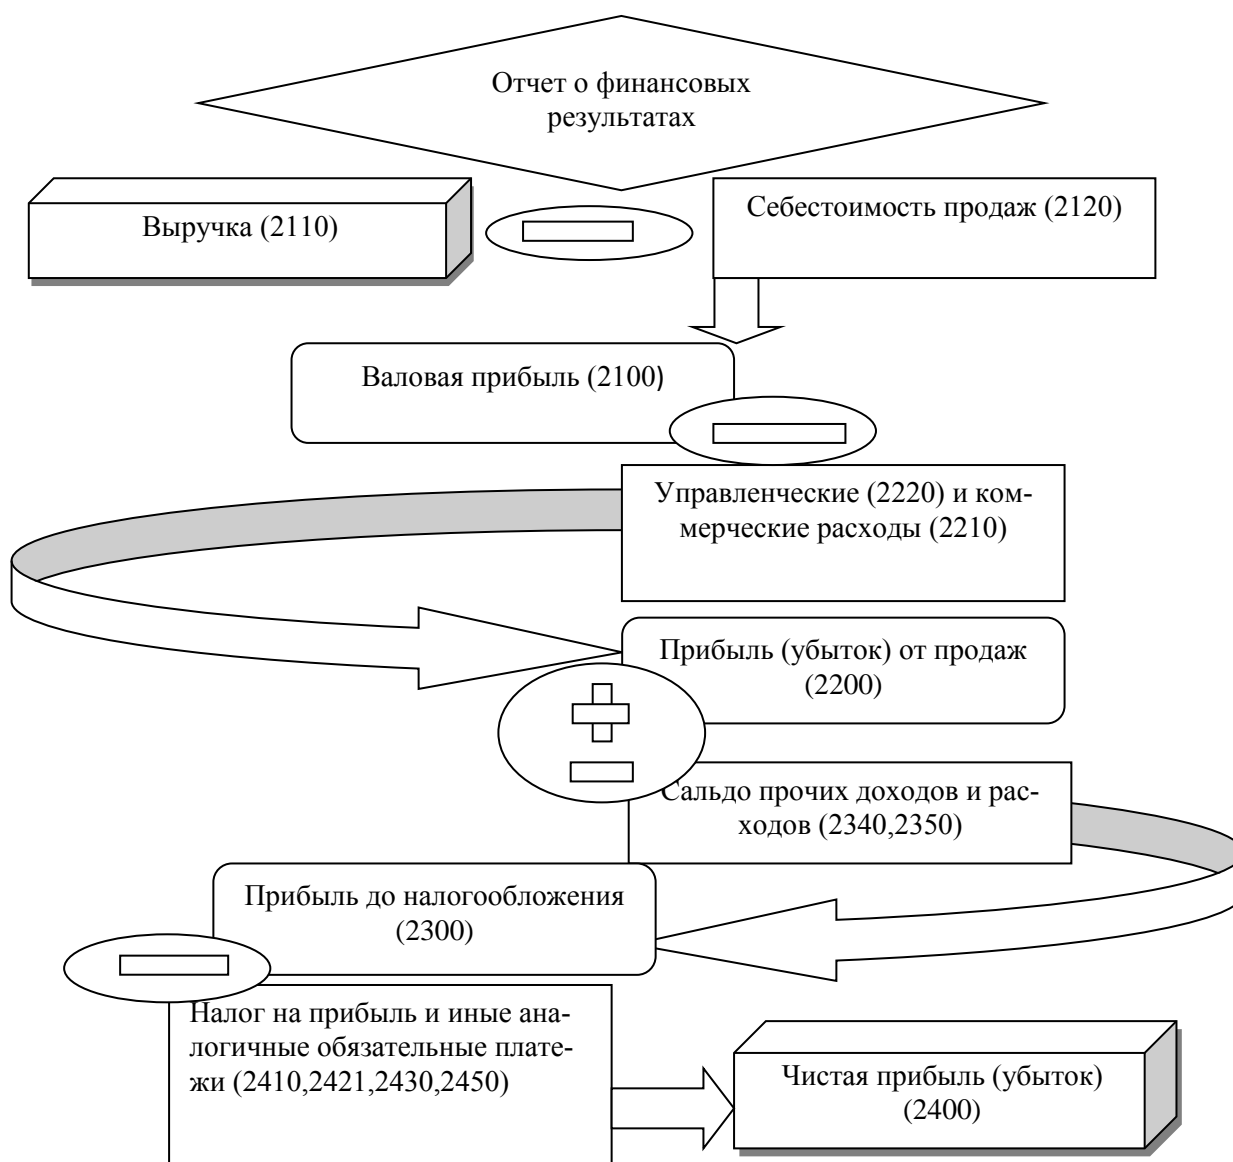 Отчет о финансовых
результатах
Выручка (2110)
Себестоимость продаж (2120)
Валовая прибыль (2100)
Управленческие (2220) и ком-
мерческие расходы (2210)
Прибыль (убыток) от продаж
(2200)
Сальдо прочих доходов и рас-
ходов (2340,2350)
Прибыль до налогообложения
(2300)
Налог на прибыль и иные ана-
логичные обязательные плате-
жи (2410,2421,2430,2450)
Чистая прибыль (убыток)
(2400)